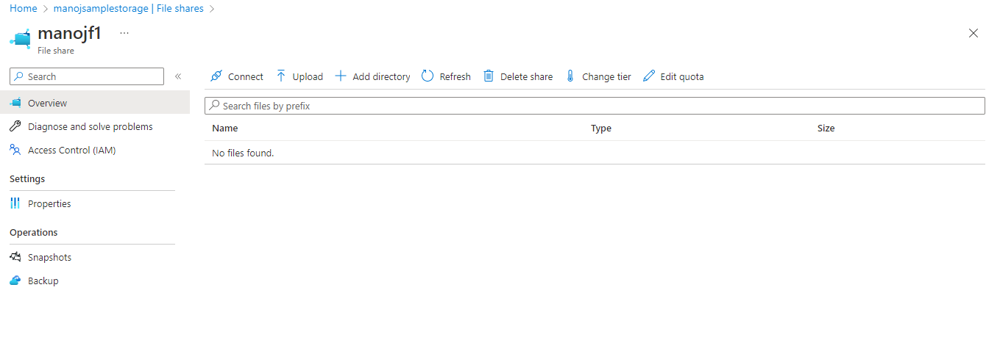 Home > manojsamplestorage | File shares >
manojf1 ...
File share
Search «
Connect Upload Add directory Refresh Delete share Change tier Edit quota
Overview
Search files by prefix
Diagnose and solve problems
Name Type Size
Access Control (IAM)
No files found.
Settings
Properties
Operations
Snapshots
Backup